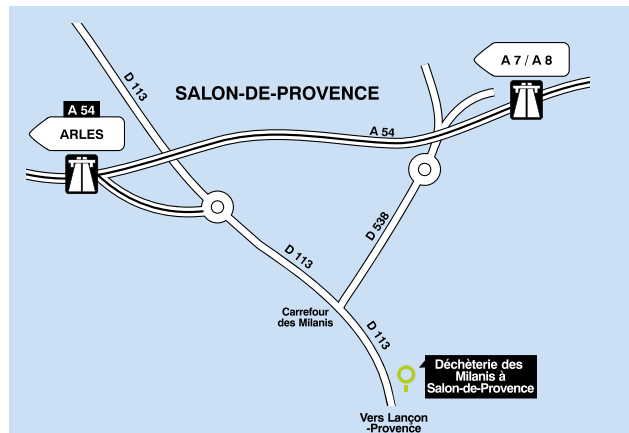 A 7 / A 8
D 113
SALON-DE-PROVENCE
A 54
ARLES
A 54
D 538
D 113
Carrefour
des Milanis
D 113
Déchèterie des
Milanis à
Salon-de-Provence
Vers Lançon
-Provence